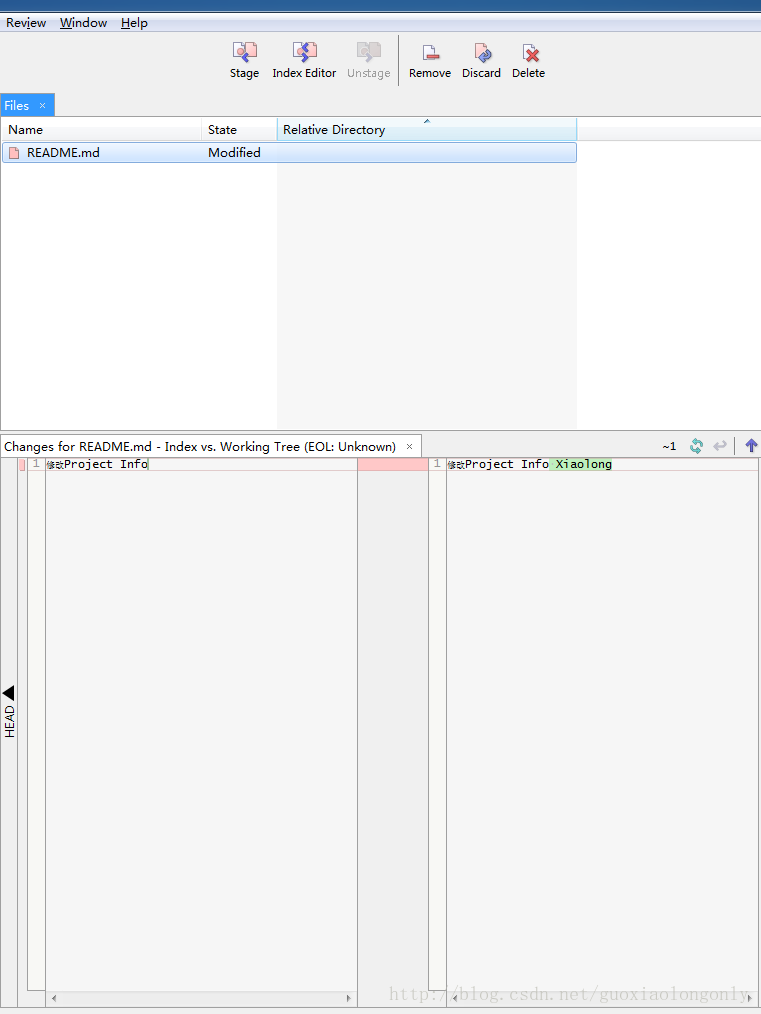 Review Window Help
Stage Index Editor Unstage Remove Discard Delete
Files ×
Name State Relative Directory
README.md Modified
Changes for README.md - Index vs. Working Tree (EOL: Unknown) × ~1
1 修改Project Info 1 修改Project Info Xiaolong
HEAD
http://blog.csdn.net/guoxiaolongonly